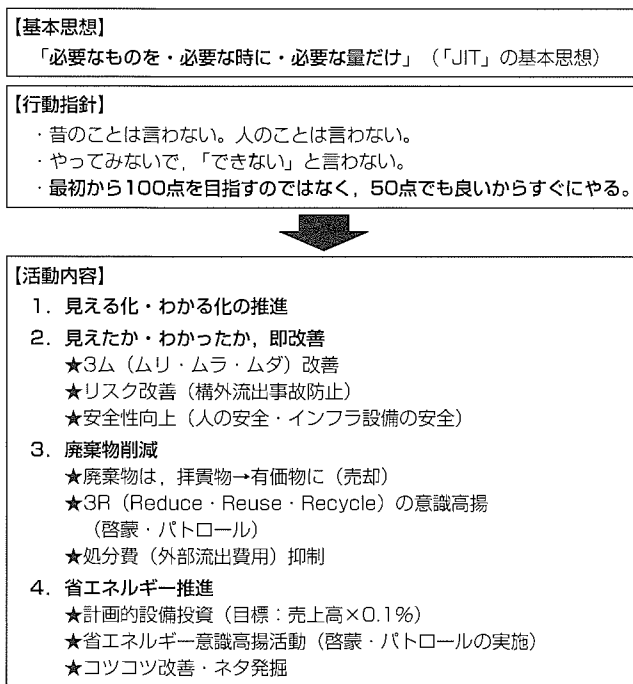 【基本思想】
「必要なものを・必要な時に・必要な量だけ」(「JIT」の基本思想)
【行動指針】
・昔のことは言わない。人のことは言わない。
・やってみないで,「できない」と言わない。
・最初から100点を目指すのではなく,50点でも良いからすぐにやる。
【活動内容】
1.見える化・わかる化の推進
2.見えたか・わかったか,即改善
★3ム(ムリ・ムラ・ムダ)改善
★リスク改善(構外流出事故防止)
★安全性向上(人の安全・インフラ設備の安全)
3.廃棄物削減
★廃棄物は,拝貰物→有価物に(売却)
★3R(Reduce・Reuse・Recycle)の意識高揚
(啓蒙・パトロール)
★処分費(外部流出費用)抑制
4.省エネルギー推進
★計画的設備投資(目標:売上高×0.1%)
★省エネルギー意識高揚活動(啓蒙・パトロールの実施)
★コツコツ改善・ネタ発掘